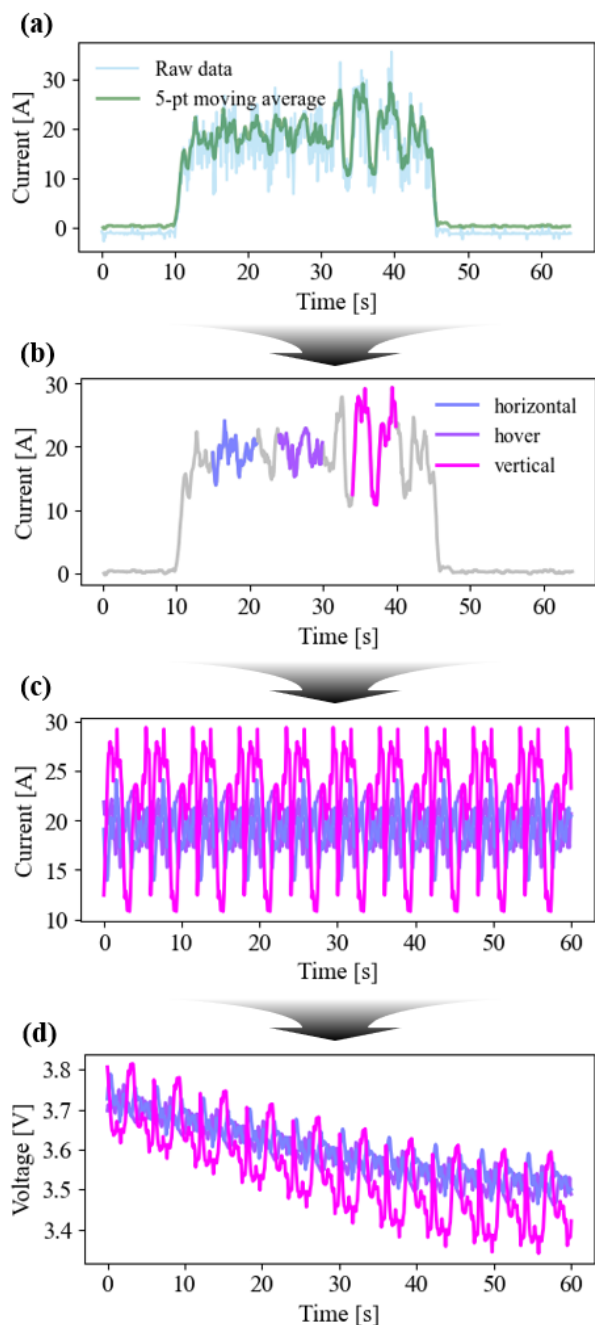 (a)
Raw data
5-pt moving average
Current [A]
30
20
10
0
0 10 20 30 40 50 60
Time [s]
(b)
horizontal
hover
vertical
Current [A]
30
20
10
0
0 10 20 30 40 50 60
Time [s]
(c)
Current [A]
30
25
20
15
10
0 10 20 30 40 50 60
Time [s]
(d)
Voltage [V]
3.8
3.7
3.6
3.5
3.4
0 10 20 30 40 50 60
Time [s]